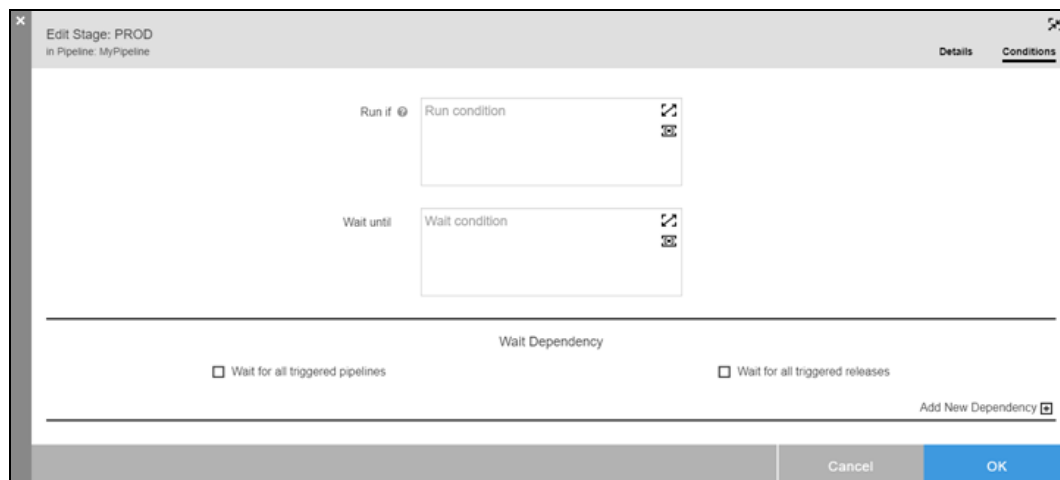 Edit Stage: PROD
in Pipeline: MyPipeline
Details Conditions
Run if Run condition
Wait until Wait condition
Wait Dependency
Wait for all triggered pipelines Wait for all triggered releases
Add New Dependency
Cancel OK